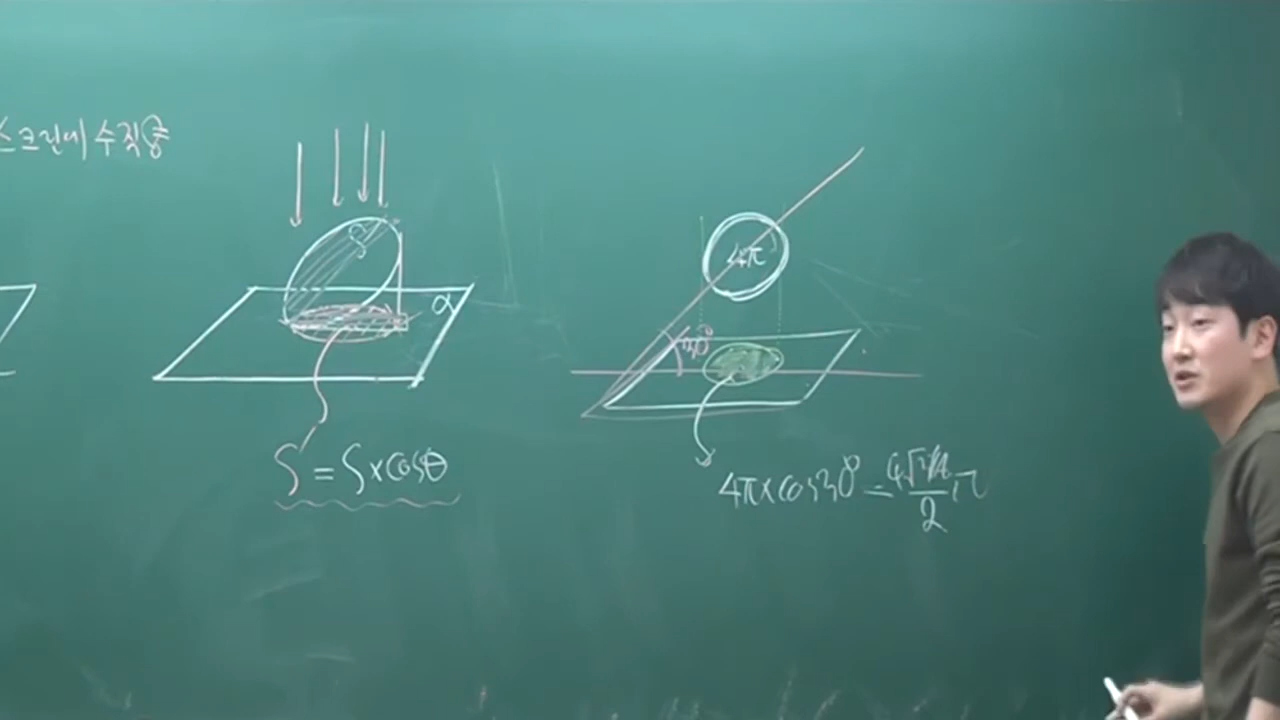 스크린에 수직
S
α
S' = S×cosθ
4π
30°
4π×cos30° = 4√3/2 π